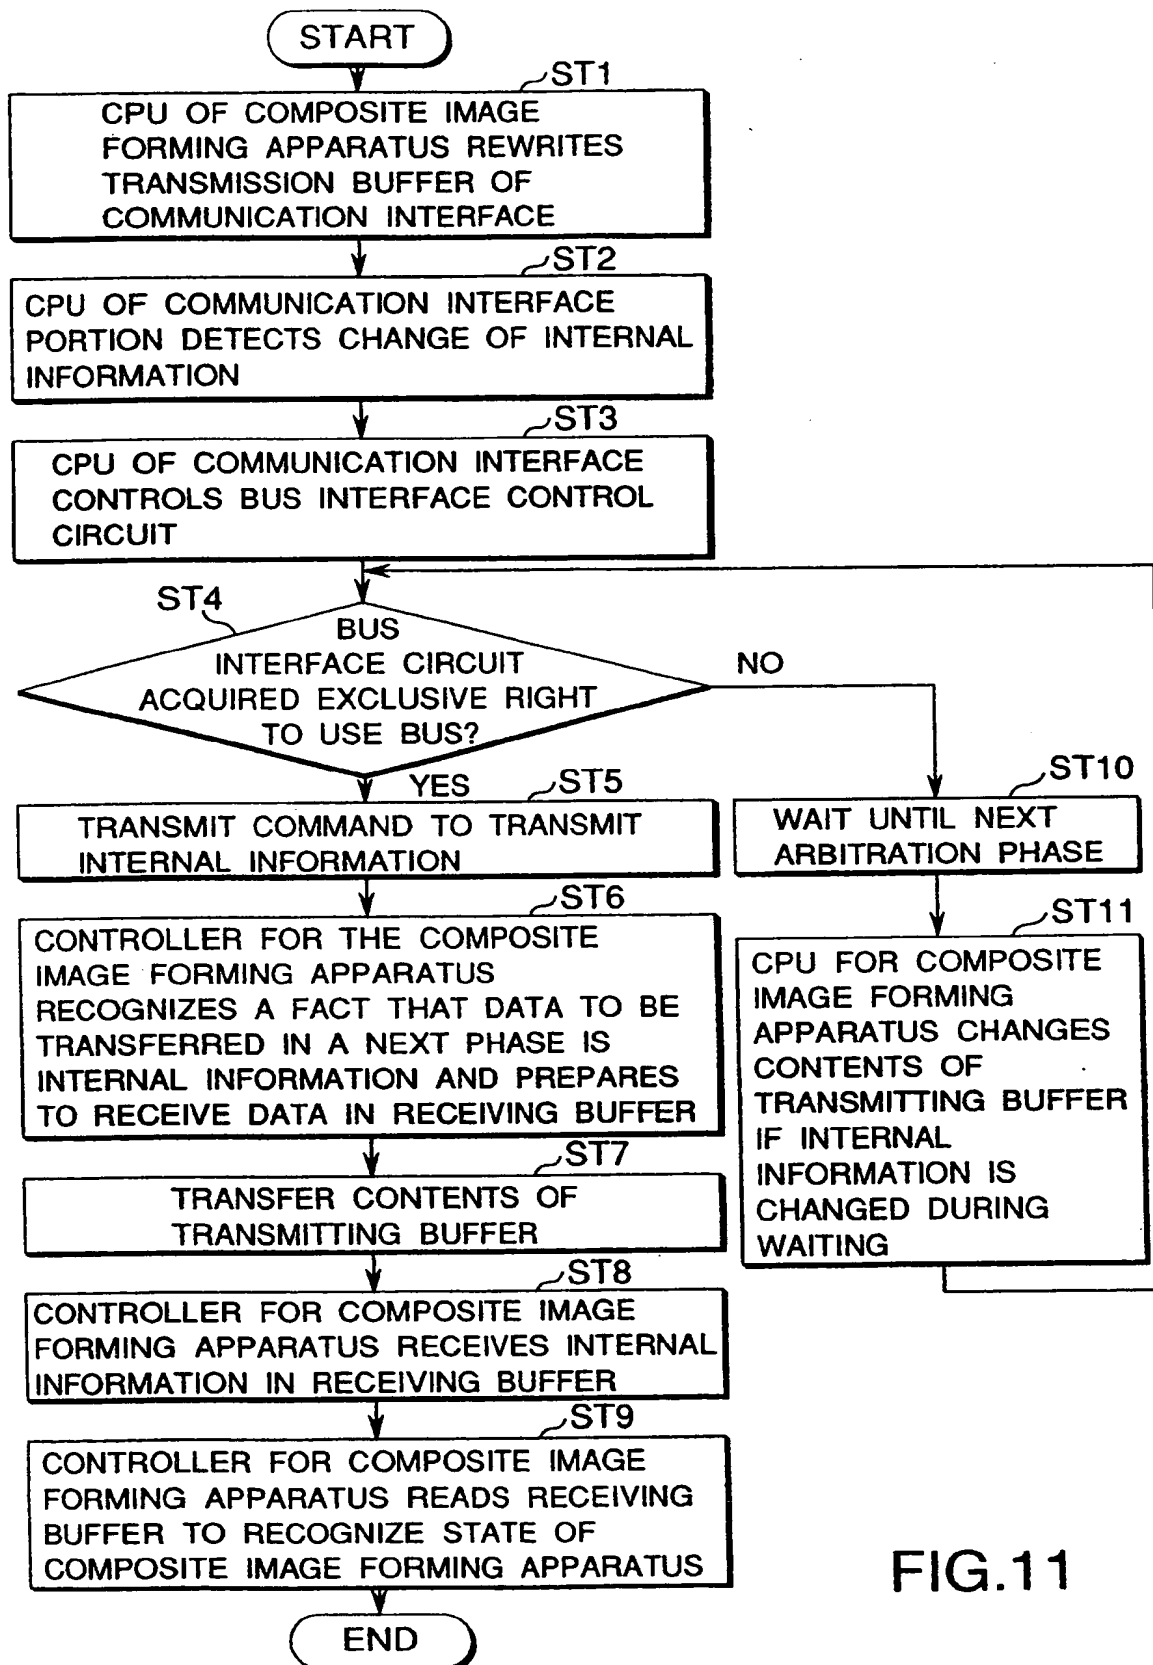 START
ST1
CPU OF COMPOSITE IMAGE
FORMING APPARATUS REWRITES
TRANSMISSION BUFFER OF
COMMUNICATION INTERFACE
ST2
CPU OF COMMUNICATION INTERFACE
PORTION DETECTS CHANGE OF INTERNAL
INFORMATION
ST3
CPU OF COMMUNICATION INTERFACE
CONTROLS BUS INTERFACE CONTROL
CIRCUIT
ST4
BUS
INTERFACE CIRCUIT
ACQUIRED EXCLUSIVE RIGHT
TO USE BUS?
NO
YES
ST5
TRANSMIT COMMAND TO TRANSMIT
INTERNAL INFORMATION
ST6
CONTROLLER FOR THE COMPOSITE
IMAGE FORMING APPARATUS
RECOGNIZES A FACT THAT DATA TO BE
TRANSFERRED IN A NEXT PHASE IS
INTERNAL INFORMATION AND PREPARES
TO RECEIVE DATA IN RECEIVING BUFFER
ST7
TRANSFER CONTENTS OF
TRANSMITTING BUFFER
ST8
CONTROLLER FOR COMPOSITE IMAGE
FORMING APPARATUS RECEIVES INTERNAL
INFORMATION IN RECEIVING BUFFER
ST9
CONTROLLER FOR COMPOSITE IMAGE
FORMING APPARATUS READS RECEIVING
BUFFER TO RECOGNIZE STATE OF
COMPOSITE IMAGE FORMING APPARATUS
END
ST10
WAIT UNTIL NEXT
ARBITRATION PHASE
ST11
CPU FOR COMPOSITE
IMAGE FORMING
APPARATUS CHANGES
CONTENTS OF
TRANSMITTING BUFFER
IF INTERNAL
INFORMATION IS
CHANGED DURING
WAITING
FIG.11